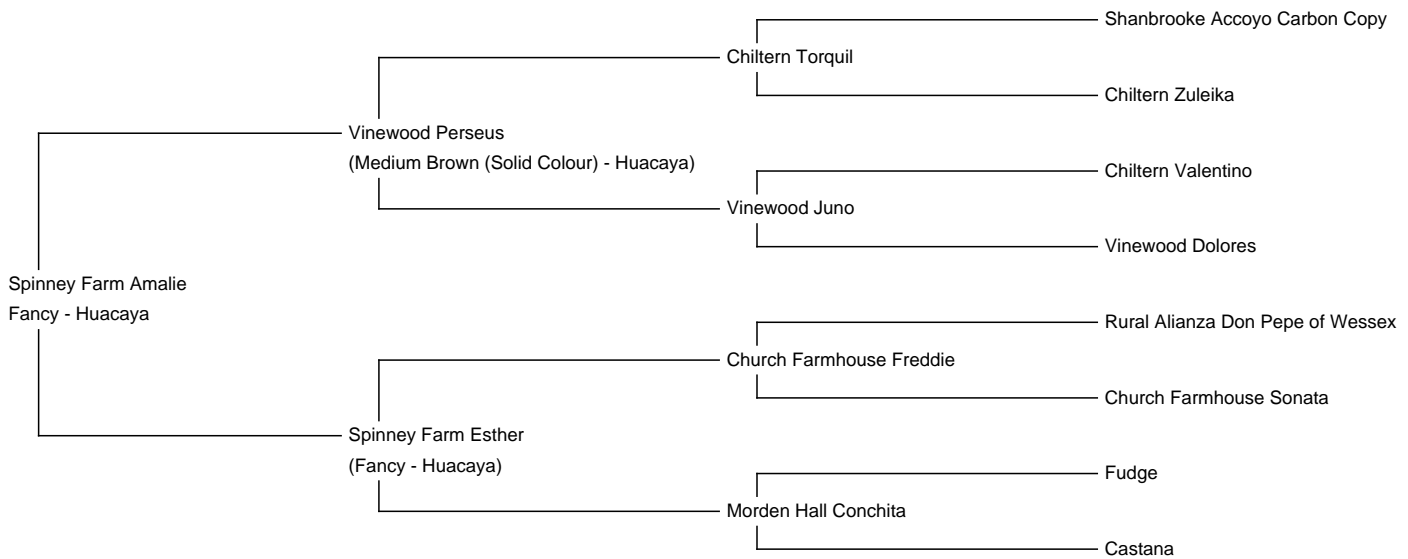 Shanbrooke Accoyo Carbon Copy
Chiltern Torquil
Chiltern Zuleika
Vinewood Perseus
(Medium Brown (Solid Colour) - Huacaya)
Chiltern Valentino
Vinewood Juno
Vinewood Dolores
Spinney Farm Amalie
Fancy - Huacaya
Rural Alianza Don Pepe of Wessex
Church Farmhouse Freddie
Church Farmhouse Sonata
Spinney Farm Esther
(Fancy - Huacaya)
Fudge
Morden Hall Conchita
Castana